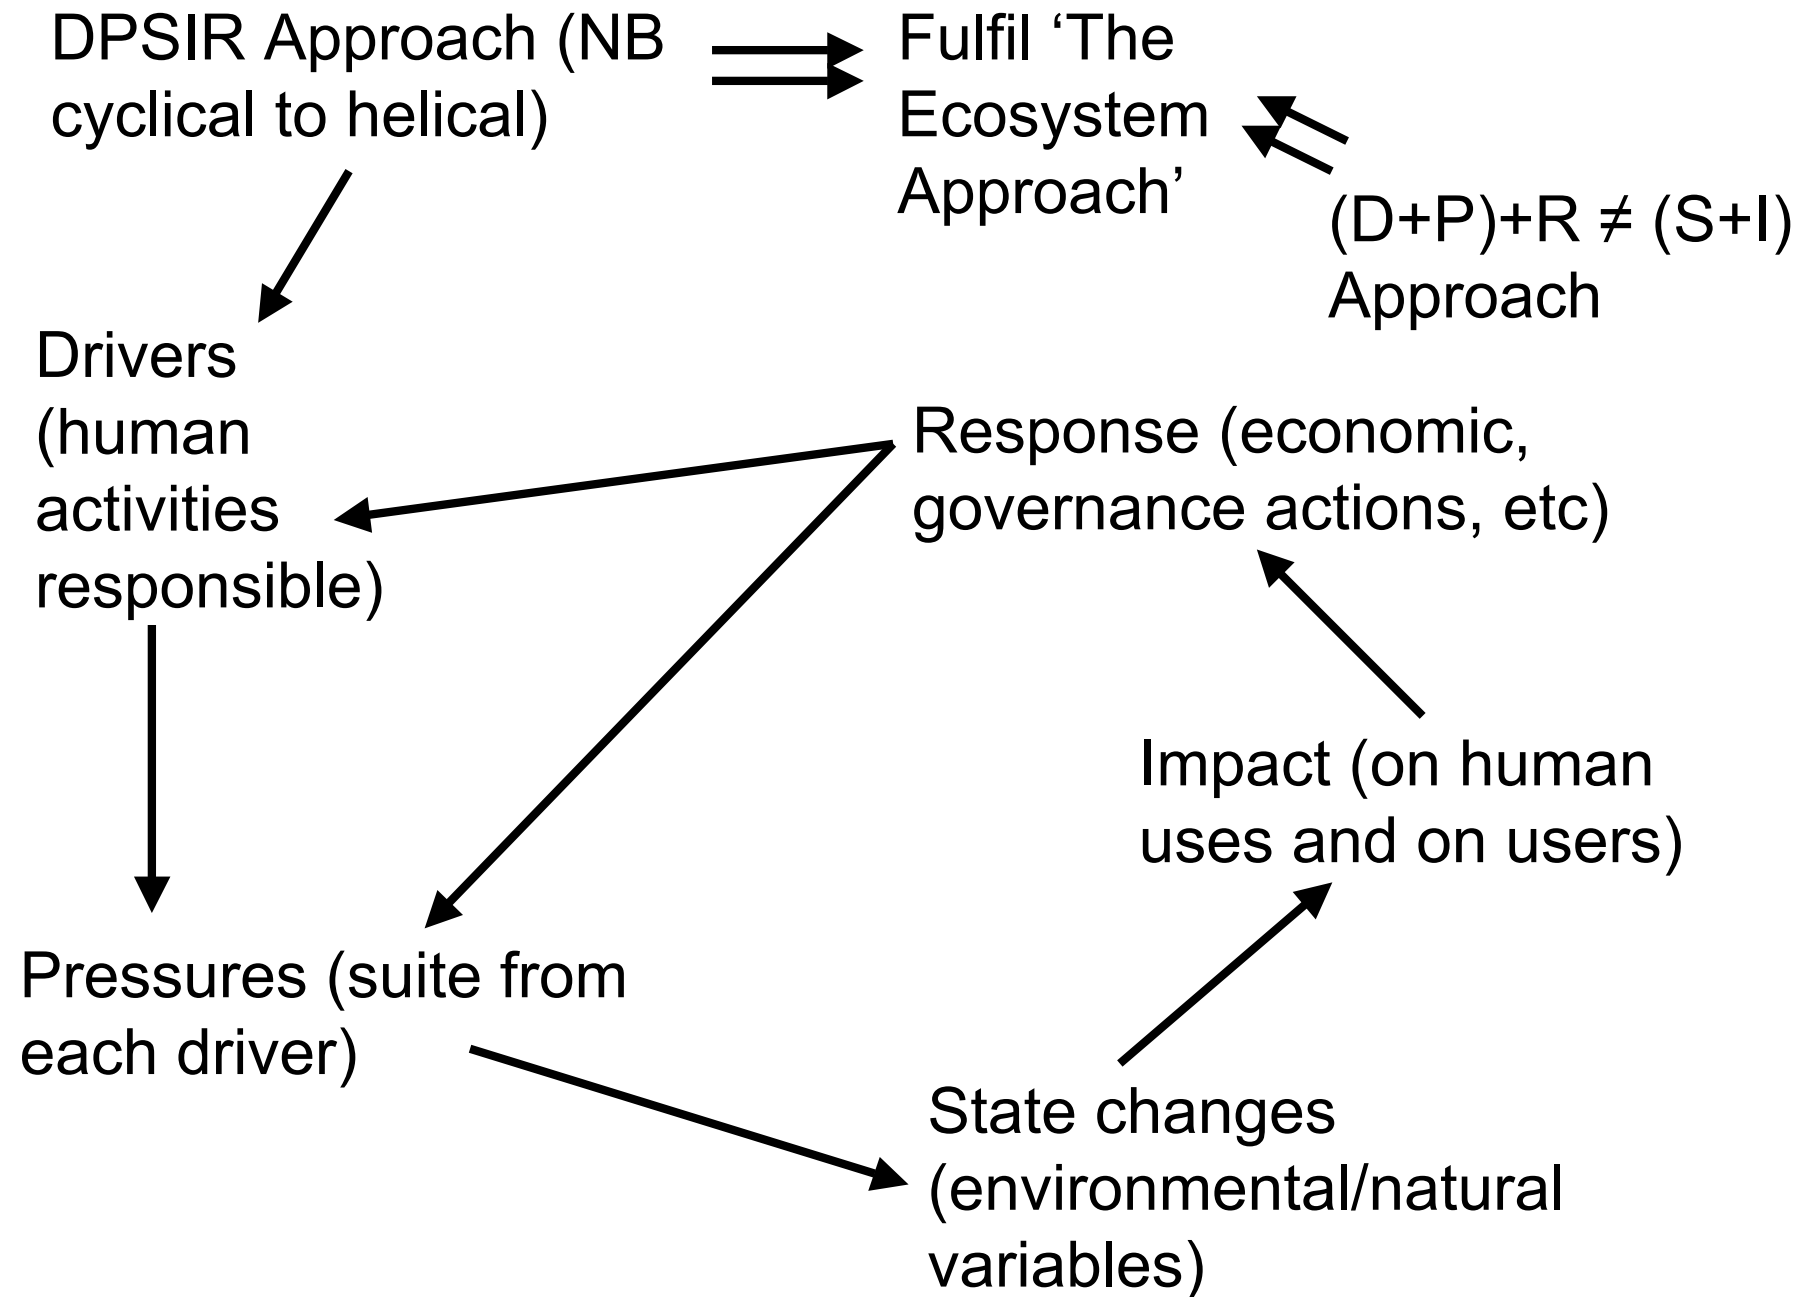 DPSIR Approach (NB
cyclical to helical)
Fulfil ‘The
Ecosystem
Approach’
(D+P)+R ≠ (S+I)
Approach
Drivers
(human
activities
responsible)
Response (economic,
governance actions, etc)
Impact (on human
uses and on users)
Pressures (suite from
each driver)
State changes
(environmental/natural
variables)